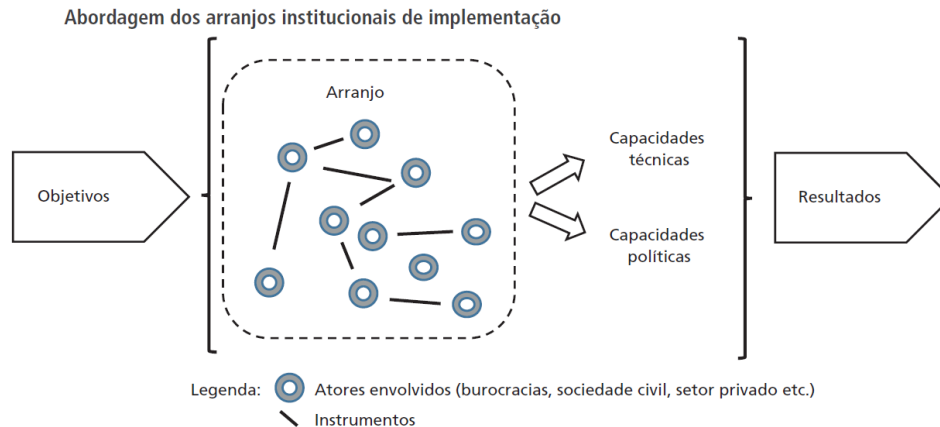 Abordagem dos arranjos institucionais de implementação
Arranjo
Objetivos
Capacidades
técnicas
Capacidades
políticas
Resultados
Legenda: Atores envolvidos (burocracias, sociedade civil, setor privado etc.)
Instrumentos